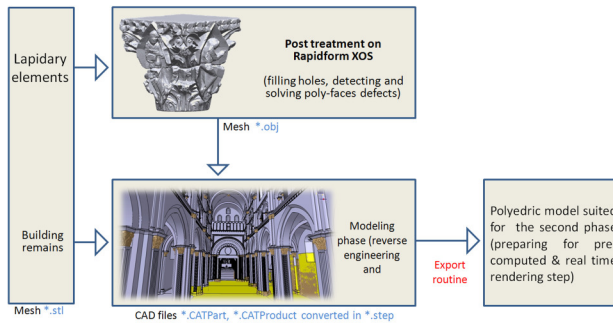 Lapidary
elements
Post treatment on
Rapidform XOS
(filling holes, detecting and
solving poly-faces defects)
Mesh *.obj
Building
remains
Modeling
phase (reverse
engineering
and
Export
routine
Polyedric model suited
for the second phase
(preparing for pre
computed & real time
rendering step)
Mesh *.stl
CAD files *.CATPart, *.CATProduct converted in *.step